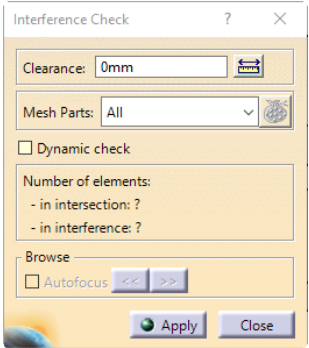 Interference Check ? ×
Clearance: 0mm
Mesh Parts: All
Dynamic check
Number of elements:
- in intersection: ?
- in interference: ?
Browse
Autofocus << >>
Apply Close